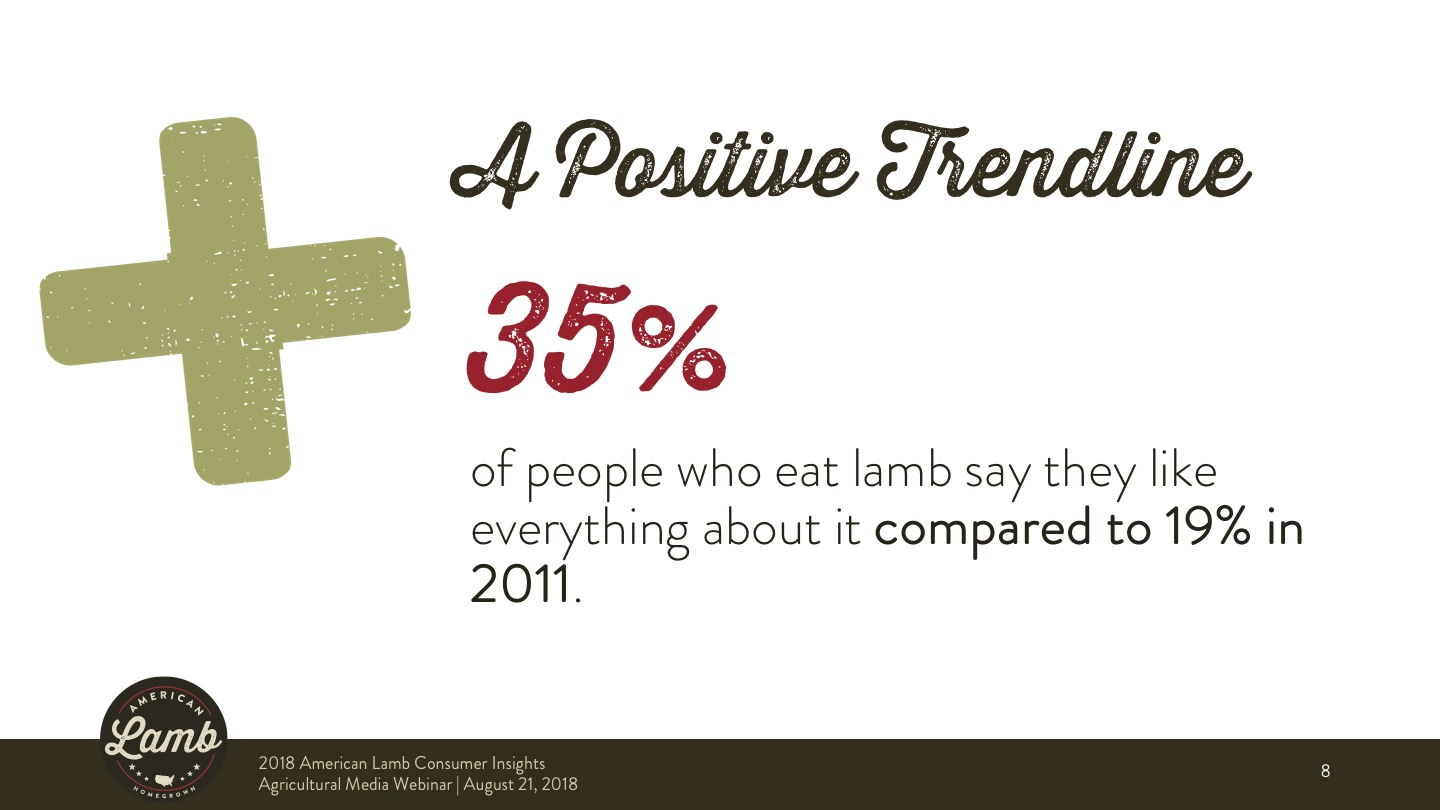 A Positive Trendline
35%
of people who eat lamb say they like
everything about it compared to 19% in
2011.
AMERICAN
Lamb
HOMEGROWN
2018 American Lamb Consumer Insights
Agricultural Media Webinar | August 21, 2018
8